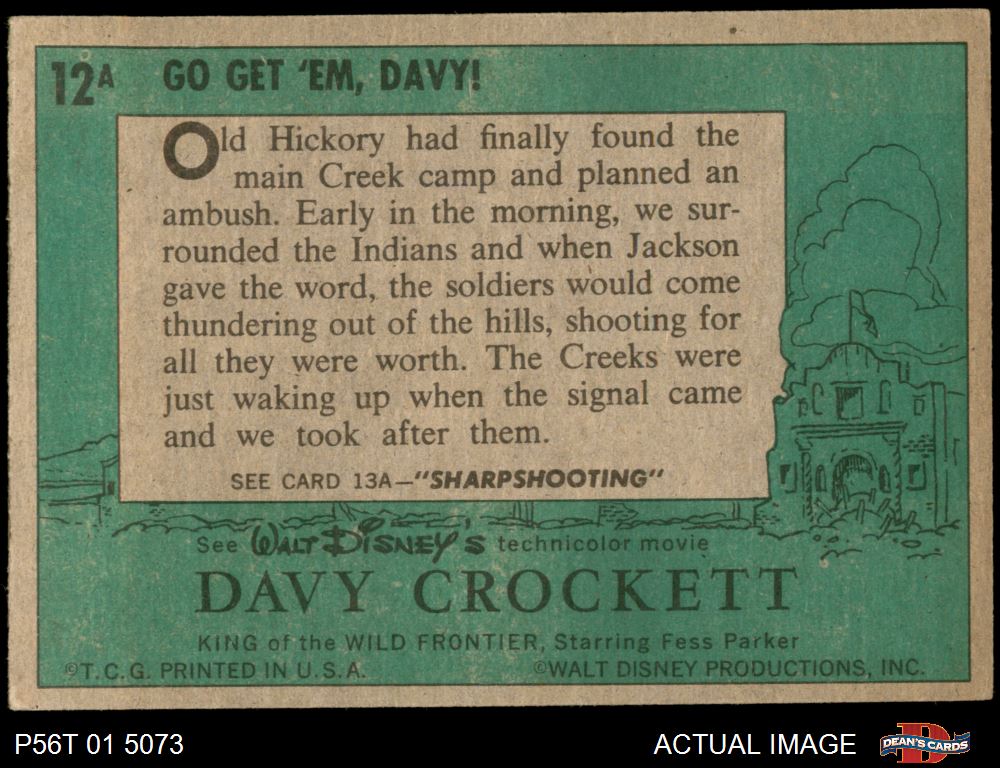 12A GO GET 'EM, DAVY!
Old Hickory had finally found the
main Creek camp and planned an
ambush. Early in the morning, we sur-
rounded the Indians and when Jackson
gave the word, the soldiers would come
thundering out of the hills, shooting for
all they were worth. The Creeks were
just waking up when the signal came
and we took after them.
SEE CARD 13A—"SHARPSHOOTING"
See WALT DISNEY'S technicolor movie
DAVY CROCKETT
KING of the WILD FRONTIER, Starring Fess Parker
©T.C.G. PRINTED IN U.S.A. ©WALT DISNEY PRODUCTIONS, INC.
P56T 01 5073 ACTUAL IMAGE DEAN'S CARDS